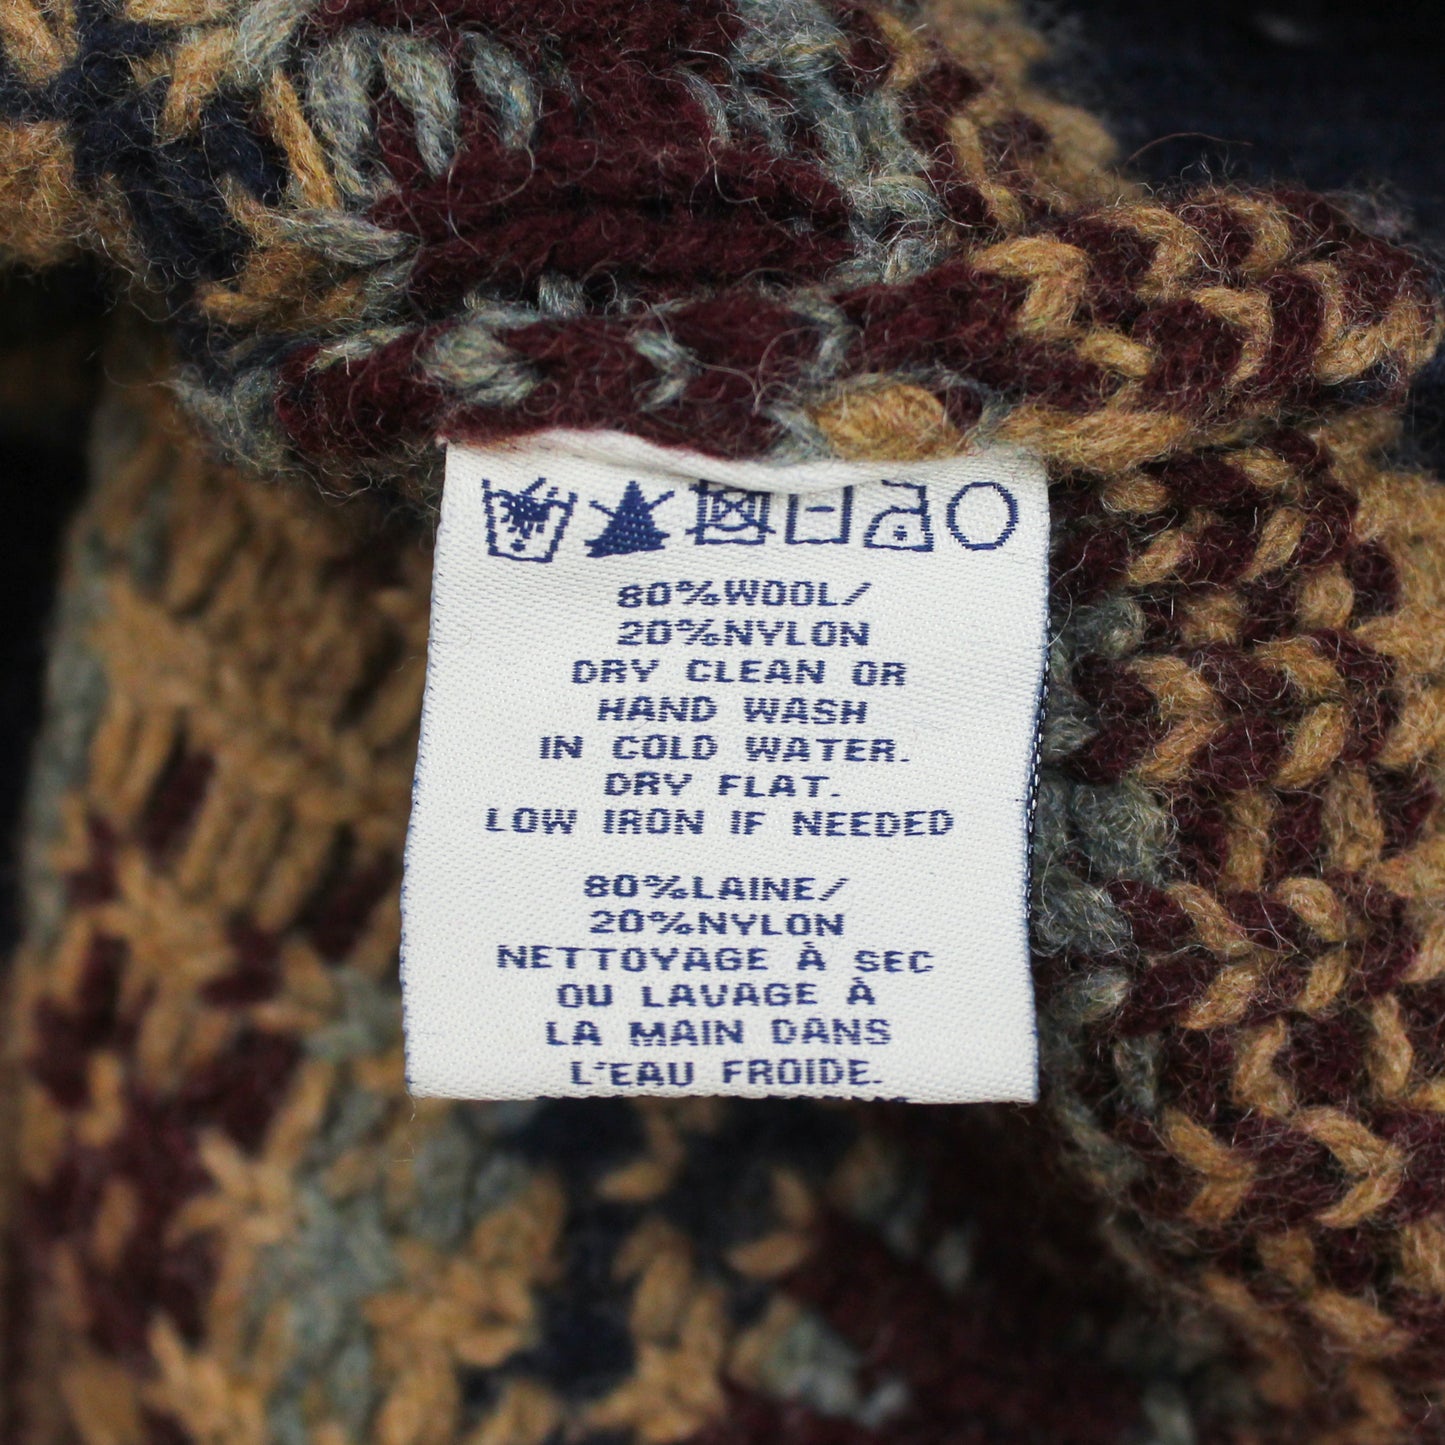 80%WOOL/
20%NYLON
DRY CLEAN OR
HAND WASH
IN COLD WATER.
DRY FLAT.
LOW IRON IF NEEDED
80%LAINE/
20%NYLON
NETTOYAGE À SEC
OU LAVAGE À
LA MAIN DANS
L'EAU FROIDE.